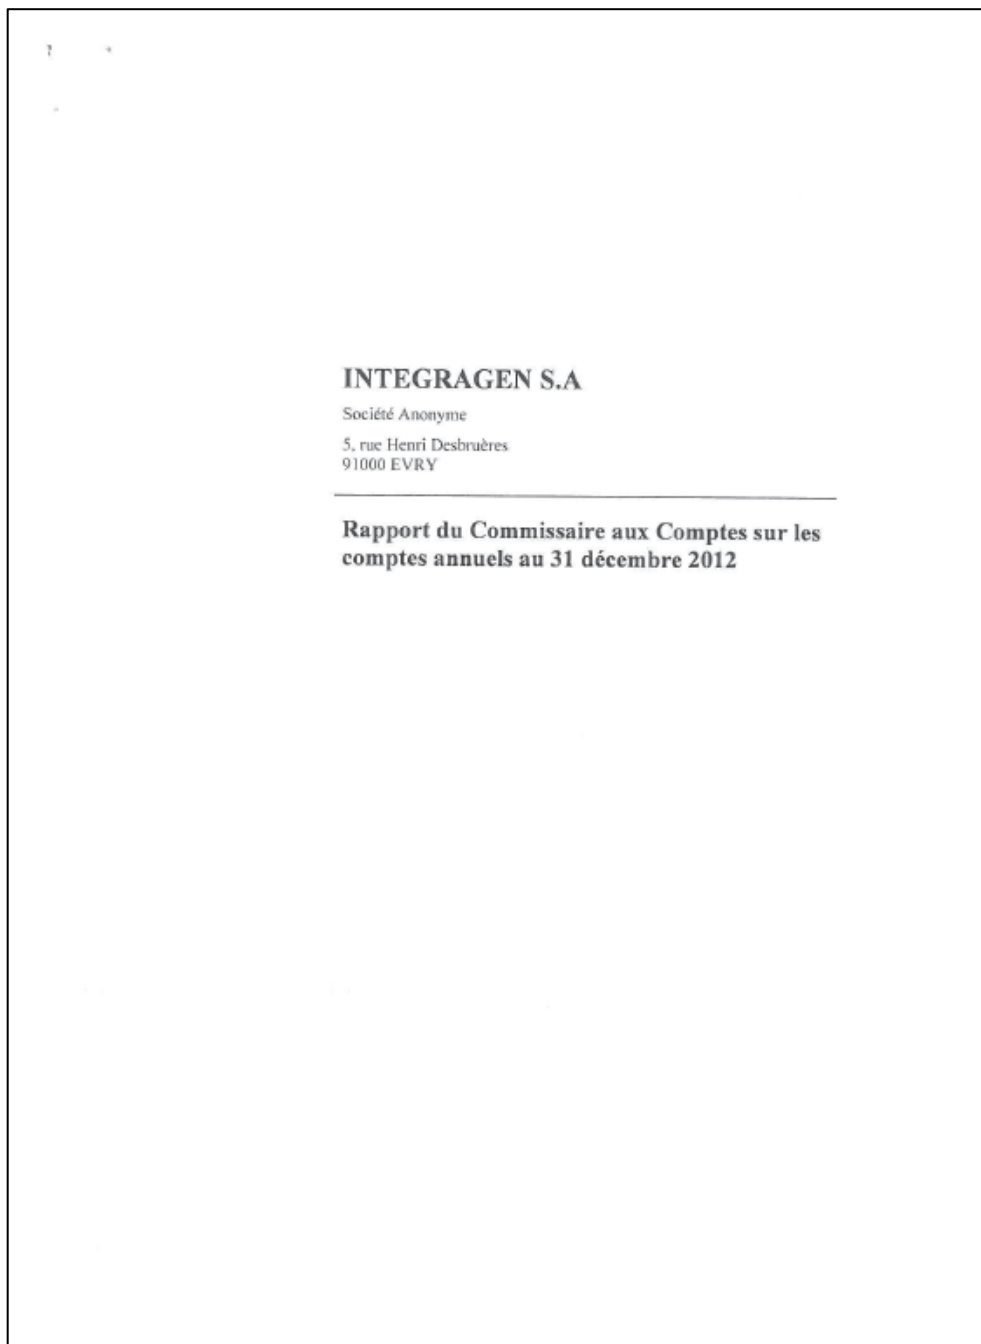 INTEGRAGEN S.A
Société Anonyme
5, rue Henri Desbruères
91000 EVRY
Rapport du Commissaire aux Comptes sur les
comptes annuels au 31 décembre 2012